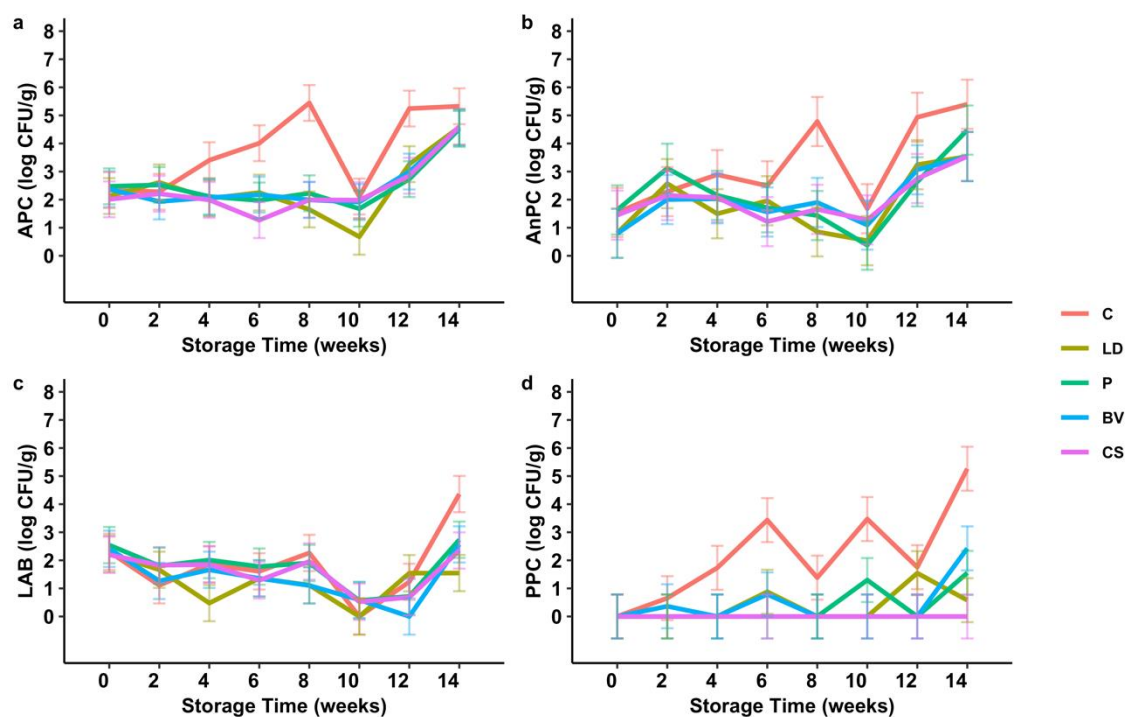 a
8
7
6
5
4
3
2
1
0
APC (log CFU/g)
0 2 4 6 8 10 12 14
Storage Time (weeks)
b
8
7
6
5
4
3
2
1
0
AnPC (log CFU/g)
0 2 4 6 8 10 12 14
Storage Time (weeks)
c
8
7
6
5
4
3
2
1
0
LAB (log CFU/g)
0 2 4 6 8 10 12 14
Storage Time (weeks)
d
8
7
6
5
4
3
2
1
0
PPC (log CFU/g)
0 2 4 6 8 10 12 14
Storage Time (weeks)
C
LD
P
BV
CS